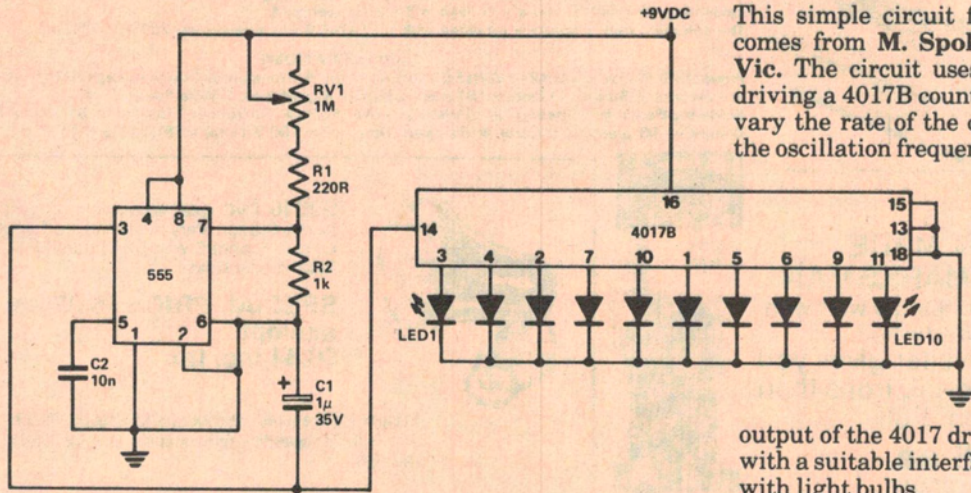 +9VDC
This simple circuit f
comes from M. Spol
Vic. The circuit uses
driving a 4017B coun
vary the rate of the
the oscillation frequen
RV1
1M
R1
220R
4
8
3
7
555
R2
1k
5
1
2
6
C2
10n
+
C1
1µ
35V
16
15
14
4017B
13
18
3
4
2
7
10
1
5
6
9
11
LED1
LED10
output of the 4017 dr
with a suitable interf
with light bulbs